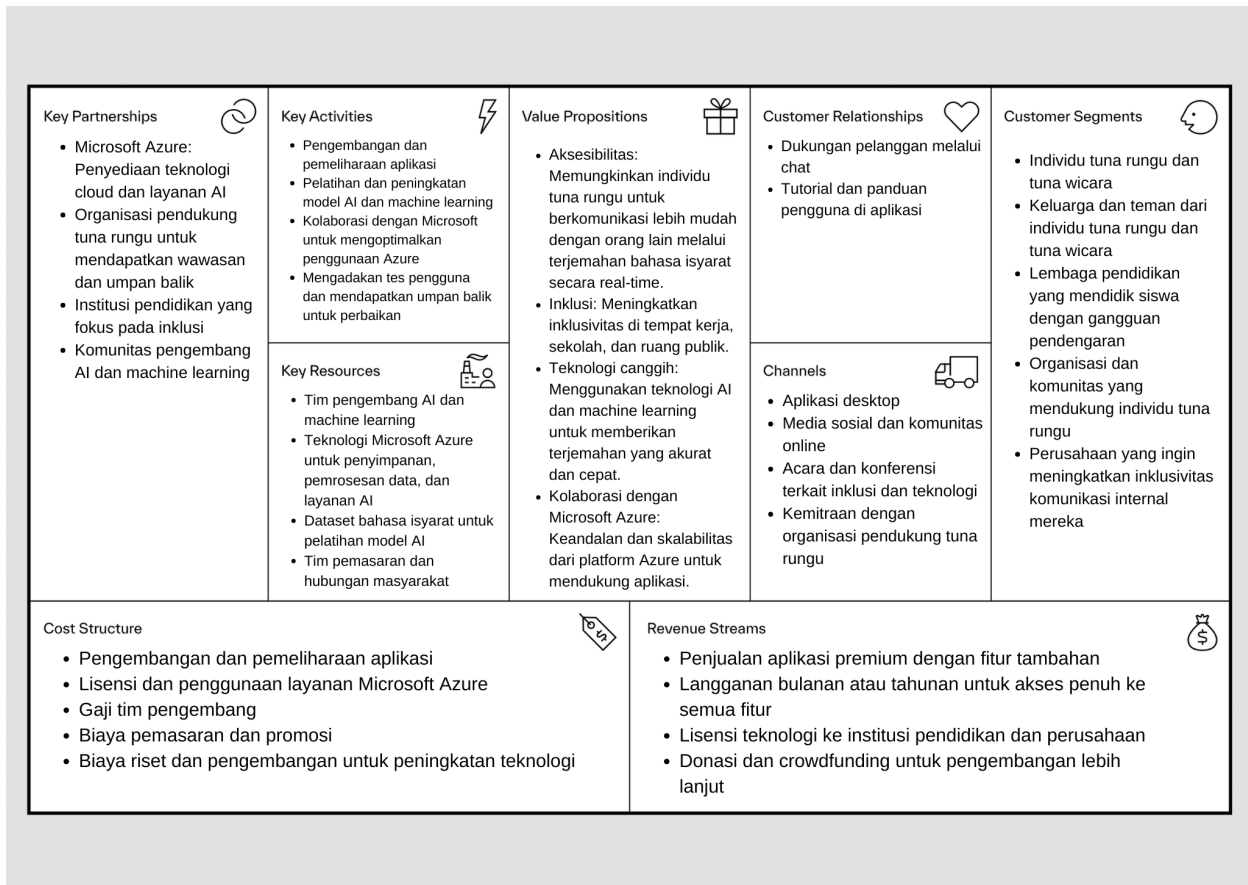 Key Partnerships
• Microsoft Azure:
Penyediaan teknologi
cloud dan layanan AI
• Organisasi pendukung
tuna rungu untuk
mendapatkan wawasan
dan umpan balik
• Institusi pendidikan yang
fokus pada inklusi
• Komunitas pengembang
AI dan machine learning
Key Activities
• Pengembangan dan
pemeliharaan aplikasi
• Pelatihan dan peningkatan
model AI dan machine learning
• Kolaborasi dengan Microsoft
untuk mengoptimalkan
penggunaan Azure
• Mengadakan tes pengguna
dan mendapatkan umpan balik
untuk perbaikan
Key Resources
• Tim pengembang AI dan
machine learning
• Teknologi Microsoft Azure
untuk penyimpanan,
pemrosesan data, dan
layanan AI
• Dataset bahasa isyarat untuk
pelatihan model AI
• Tim pemasaran dan
hubungan masyarakat
Value Propositions
• Aksesibilitas:
Memungkinkan individu
tuna rungu untuk
berkomunikasi lebih mudah
dengan orang lain melalui
terjemahan bahasa isyarat
secara real-time.
• Inklusi: Meningkatkan
inklusivitas di tempat kerja,
sekolah, dan ruang publik.
• Teknologi canggih:
Menggunakan teknologi AI
dan machine learning
untuk memberikan
terjemahan yang akurat
dan cepat.
• Kolaborasi dengan
Microsoft Azure:
Keandalan dan skalabilitas
dari platform Azure untuk
mendukung aplikasi.
Customer Relationships
• Dukungan pelanggan melalui
chat
• Tutorial dan panduan
pengguna di aplikasi
Channels
• Aplikasi desktop
• Media sosial dan komunitas
online
• Acara dan konferensi
terkait inklusi dan teknologi
• Kemitraan dengan
organisasi pendukung tuna
rungu
Customer Segments
• Individu tuna rungu dan
tuna wicara
• Keluarga dan teman dari
individu tuna rungu dan
tuna wicara
• Lembaga pendidikan
yang mendidik siswa
dengan gangguan
pendengaran
• Organisasi dan
komunitas yang
mendukung individu tuna
rungu
• Perusahaan yang ingin
meningkatkan inklusivitas
komunikasi internal
mereka
Cost Structure
• Pengembangan dan pemeliharaan aplikasi
• Lisensi dan penggunaan layanan Microsoft Azure
• Gaji tim pengembang
• Biaya pemasaran dan promosi
• Biaya riset dan pengembangan untuk peningkatan teknologi
Revenue Streams
• Penjualan aplikasi premium dengan fitur tambahan
• Langganan bulanan atau tahunan untuk akses penuh ke
semua fitur
• Lisensi teknologi ke institusi pendidikan dan perusahaan
• Donasi dan crowdfunding untuk pengembangan lebih
lanjut